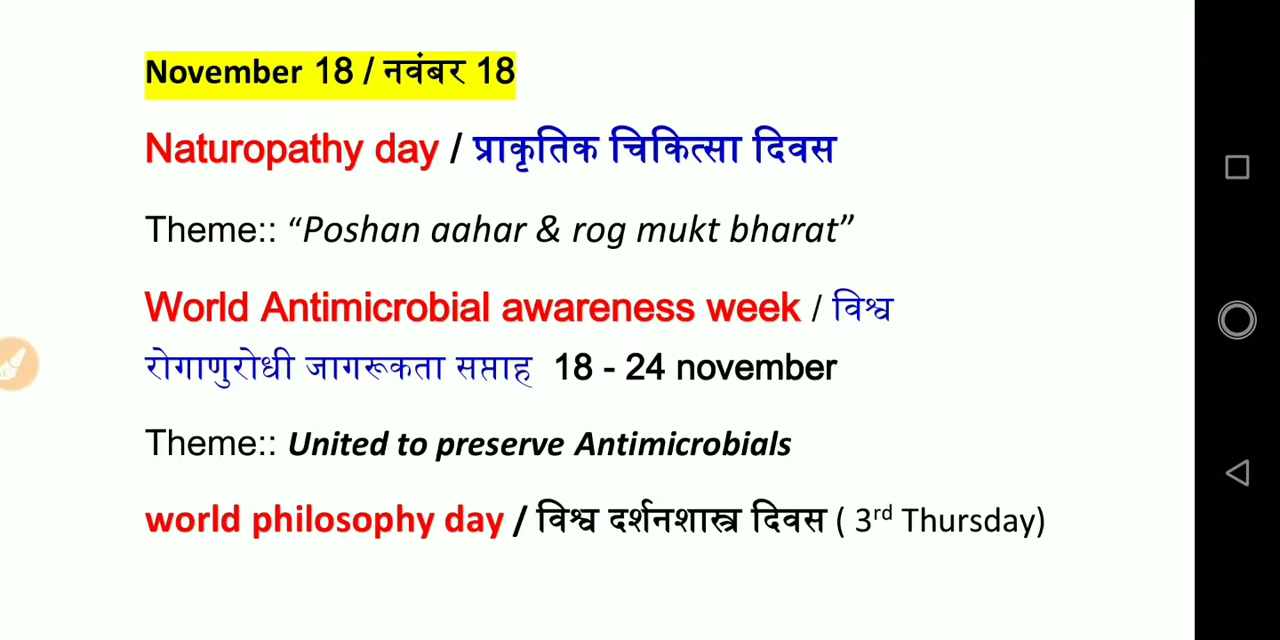 November 18 / नवंबर 18
Naturopathy day / प्राकृतिक चिकित्सा दिवस
Theme:: “Poshan aahar & rog mukt bharat”
World Antimicrobial awareness week / विश्व
रोगाणुरोधी जागरूकता सप्ताह 18 - 24 november
Theme:: United to preserve Antimicrobials
world philosophy day / विश्व दर्शनशास्त्र दिवस ( 3rd Thursday)